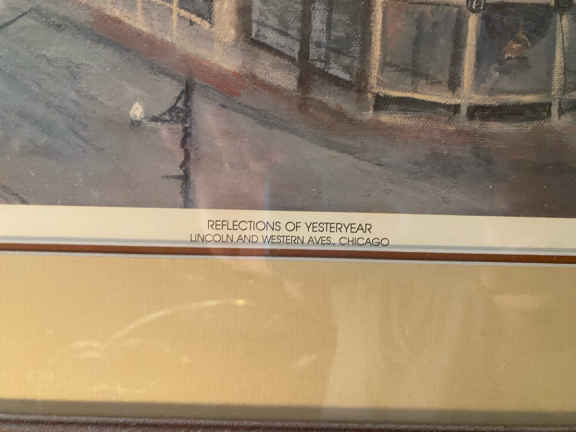 REFLECTIONS OF YESTERYEAR
LINCOLN AND WESTERN AVES., CHICAGO